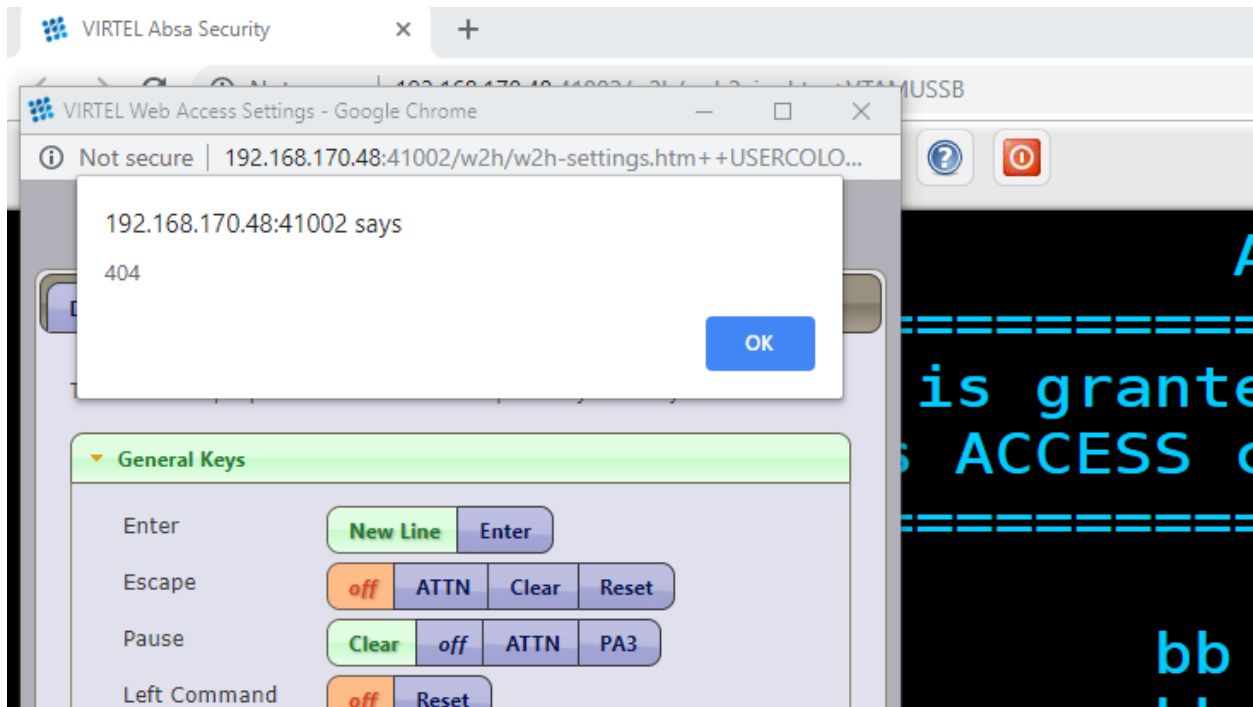 VIRTEL Absa Security
VIRTEL Web Access Settings - Google Chrome
Not secure | 192.168.170.48:41002/w2h/w2h-settings.htm++USERCOLO...
192.168.170.48:41002 says
404
OK
is grante
ACCESS
General Keys
Enter New Line Enter
Escape off ATTN Clear Reset
Pause Clear off ATTN PA3
bb
Left Command off Reset